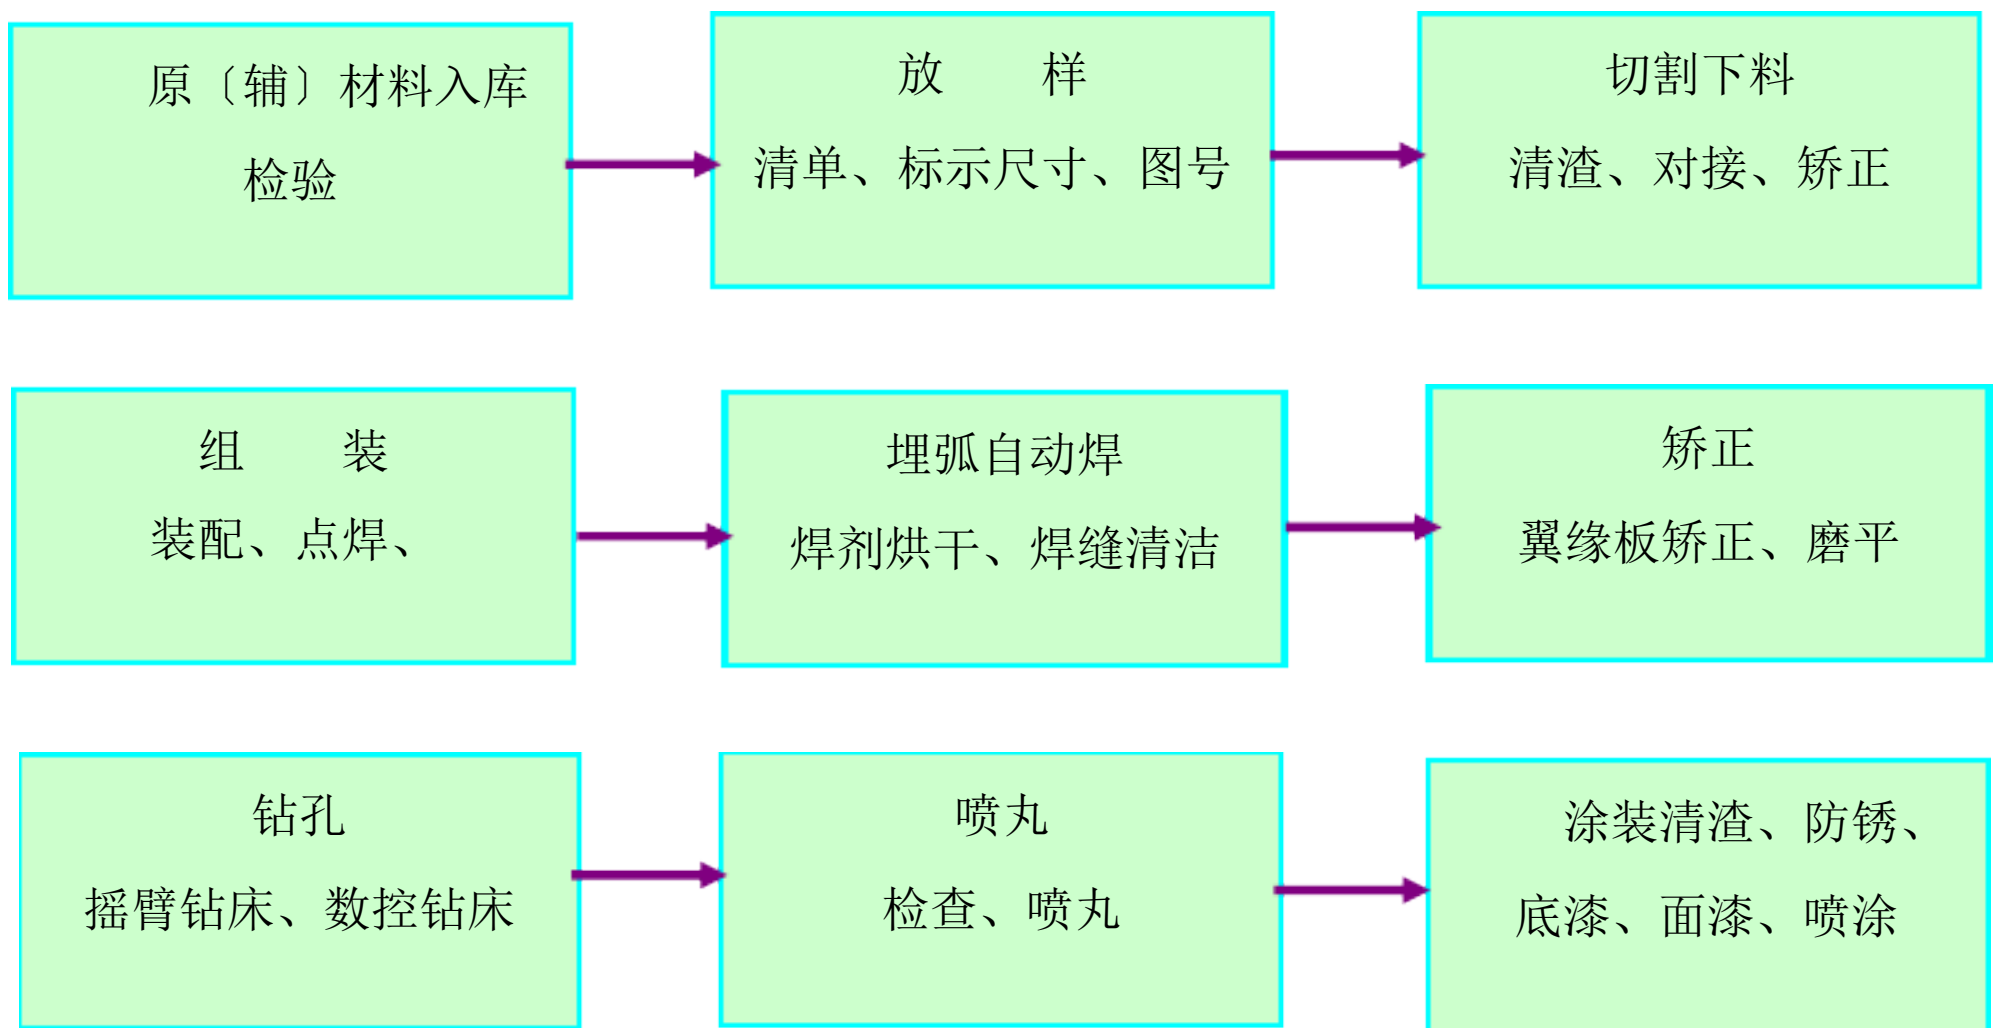 原〔辅〕材料入库
检验
放　　样
清单、标示尺寸、图号
切割下料
清渣、对接、矫正
组　　装
装配、点焊、
埋弧自动焊
焊剂烘干、焊缝清洁
矫正
翼缘板矫正、磨平
钻孔
摇臂钻床、数控钻床
喷丸
检查、喷丸
涂装清渣、防锈、
底漆、面漆、喷涂